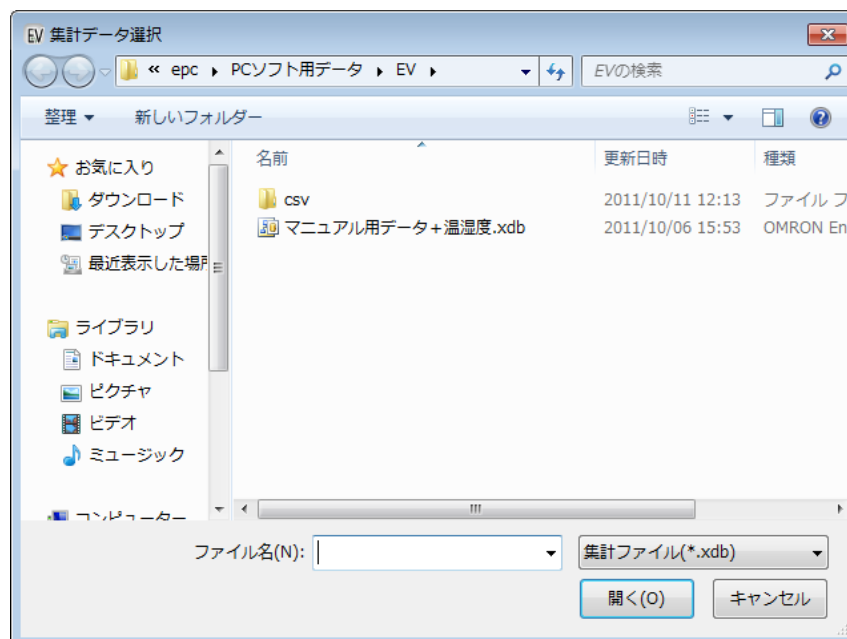 EV 集計データ選択
« epc ▸ PCソフト用データ ▸ EV ▸
EVの検索
整理 ▼ 新しいフォルダー
お気に入り
ダウンロード
デスクトップ
最近表示した場所
ライブラリ
ドキュメント
ピクチャ
ビデオ
ミュージック
コンピューター
名前 更新日時 種類
csv 2011/10/11 12:13 ファイル フ
マニュアル用データ+温湿度.xdb 2011/10/06 15:53 OMRON En
ファイル名(N):
集計ファイル(*.xdb)
開く(O) キャンセル